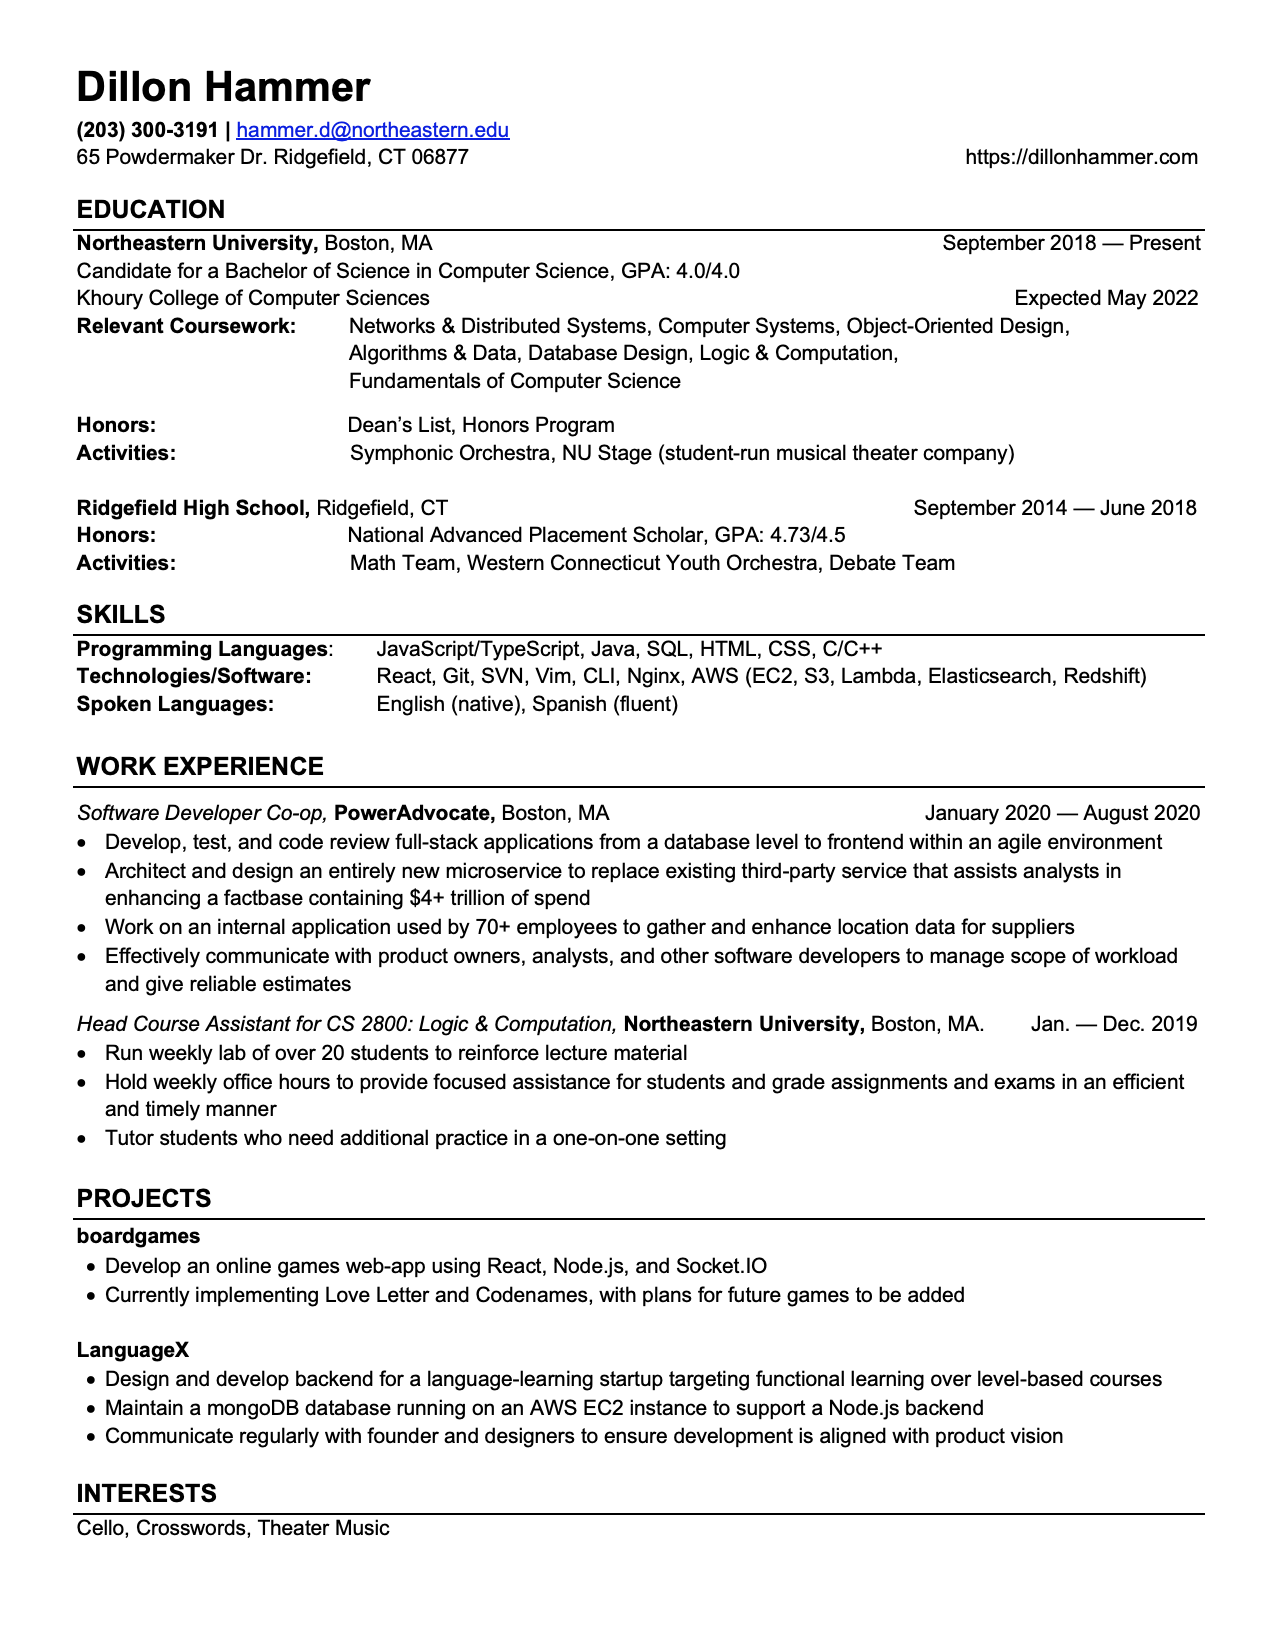 Dillon Hammer
(203) 300-3191 | hammer.d@northeastern.edu
65 Powdermaker Dr. Ridgefield, CT 06877 https://dillonhammer.com
EDUCATION
Northeastern University, Boston, MA September 2018 — Present
Candidate for a Bachelor of Science in Computer Science, GPA: 4.0/4.0
Khoury College of Computer Sciences Expected May 2022
Relevant Coursework: Networks & Distributed Systems, Computer Systems, Object-Oriented Design,
Algorithms & Data, Database Design, Logic & Computation,
Fundamentals of Computer Science
Honors: Dean’s List, Honors Program
Activities: Symphonic Orchestra, NU Stage (student-run musical theater company)
Ridgefield High School, Ridgefield, CT September 2014 — June 2018
Honors: National Advanced Placement Scholar, GPA: 4.73/4.5
Activities: Math Team, Western Connecticut Youth Orchestra, Debate Team
SKILLS
Programming Languages: JavaScript/TypeScript, Java, SQL, HTML, CSS, C/C++
Technologies/Software: React, Git, SVN, Vim, CLI, Nginx, AWS (EC2, S3, Lambda, Elasticsearch, Redshift)
Spoken Languages: English (native), Spanish (fluent)
WORK EXPERIENCE
Software Developer Co-op, PowerAdvocate, Boston, MA January 2020 — August 2020
• Develop, test, and code review full-stack applications from a database level to frontend within an agile environment
• Architect and design an entirely new microservice to replace existing third-party service that assists analysts in
enhancing a factbase containing $4+ trillion of spend
• Work on an internal application used by 70+ employees to gather and enhance location data for suppliers
• Effectively communicate with product owners, analysts, and other software developers to manage scope of workload
and give reliable estimates
Head Course Assistant for CS 2800: Logic & Computation, Northeastern University, Boston, MA. Jan. — Dec. 2019
• Run weekly lab of over 20 students to reinforce lecture material
• Hold weekly office hours to provide focused assistance for students and grade assignments and exams in an efficient
and timely manner
• Tutor students who need additional practice in a one-on-one setting
PROJECTS
boardgames
• Develop an online games web-app using React, Node.js, and Socket.IO
• Currently implementing Love Letter and Codenames, with plans for future games to be added
LanguageX
• Design and develop backend for a language-learning startup targeting functional learning over level-based courses
• Maintain a mongoDB database running on an AWS EC2 instance to support a Node.js backend
• Communicate regularly with founder and designers to ensure development is aligned with product vision
INTERESTS
Cello, Crosswords, Theater Music